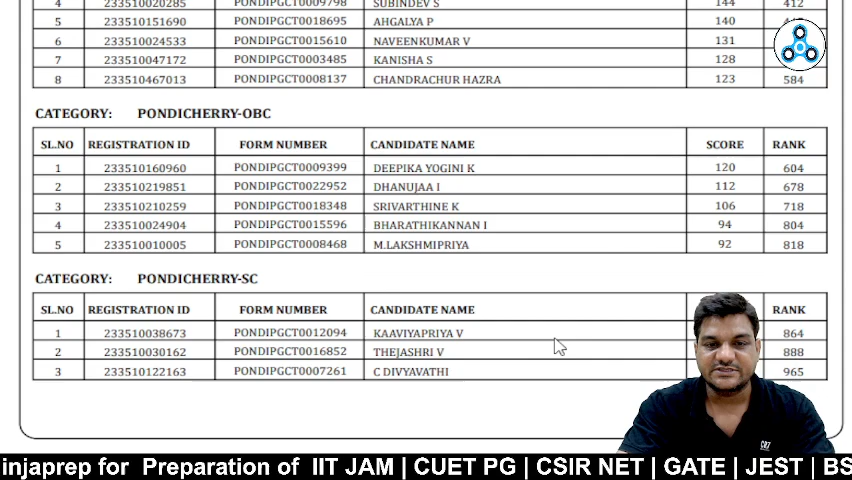 4 233510020285 PONDIPGCT0009798 SUBINDEV S 144 412
5 233510151690 PONDIPGCT0018695 AHGALYA P 140
6 233510024533 PONDIPGCT0015610 NAVEENKUMAR V 131
7 233510047172 PONDIPGCT0003485 KANISHA S 128
8 233510467013 PONDIPGCT0008137 CHANDRACHUR HAZRA 123 584
CATEGORY: PONDICHERRY-OBC
SL.NO REGISTRATION ID FORM NUMBER CANDIDATE NAME SCORE RANK
1 233510160960 PONDIPGCT0009399 DEEPIKA YOGINI K 120 604
2 233510219851 PONDIPGCT0022952 DHANUJAA I 112 678
3 233510210259 PONDIPGCT0018348 SRIVARTHINE K 106 718
4 233510024904 PONDIPGCT0015596 BHARATHIKANNAN I 94 804
5 233510010005 PONDIPGCT0008468 M.LAKSHMIPRIYA 92 818
CATEGORY: PONDICHERRY-SC
SL.NO REGISTRATION ID FORM NUMBER CANDIDATE NAME RANK
1 233510038673 PONDIPGCT0012094 KAAVIYAPRIYA V 864
2 233510030162 PONDIPGCT0016852 THEJASHRI V 888
3 233510122163 PONDIPGCT0007261 C DIVYAVATHI 965
injaprep for Preparation of IIT JAM | CUET PG | CSIR NET | GATE | JEST | BS